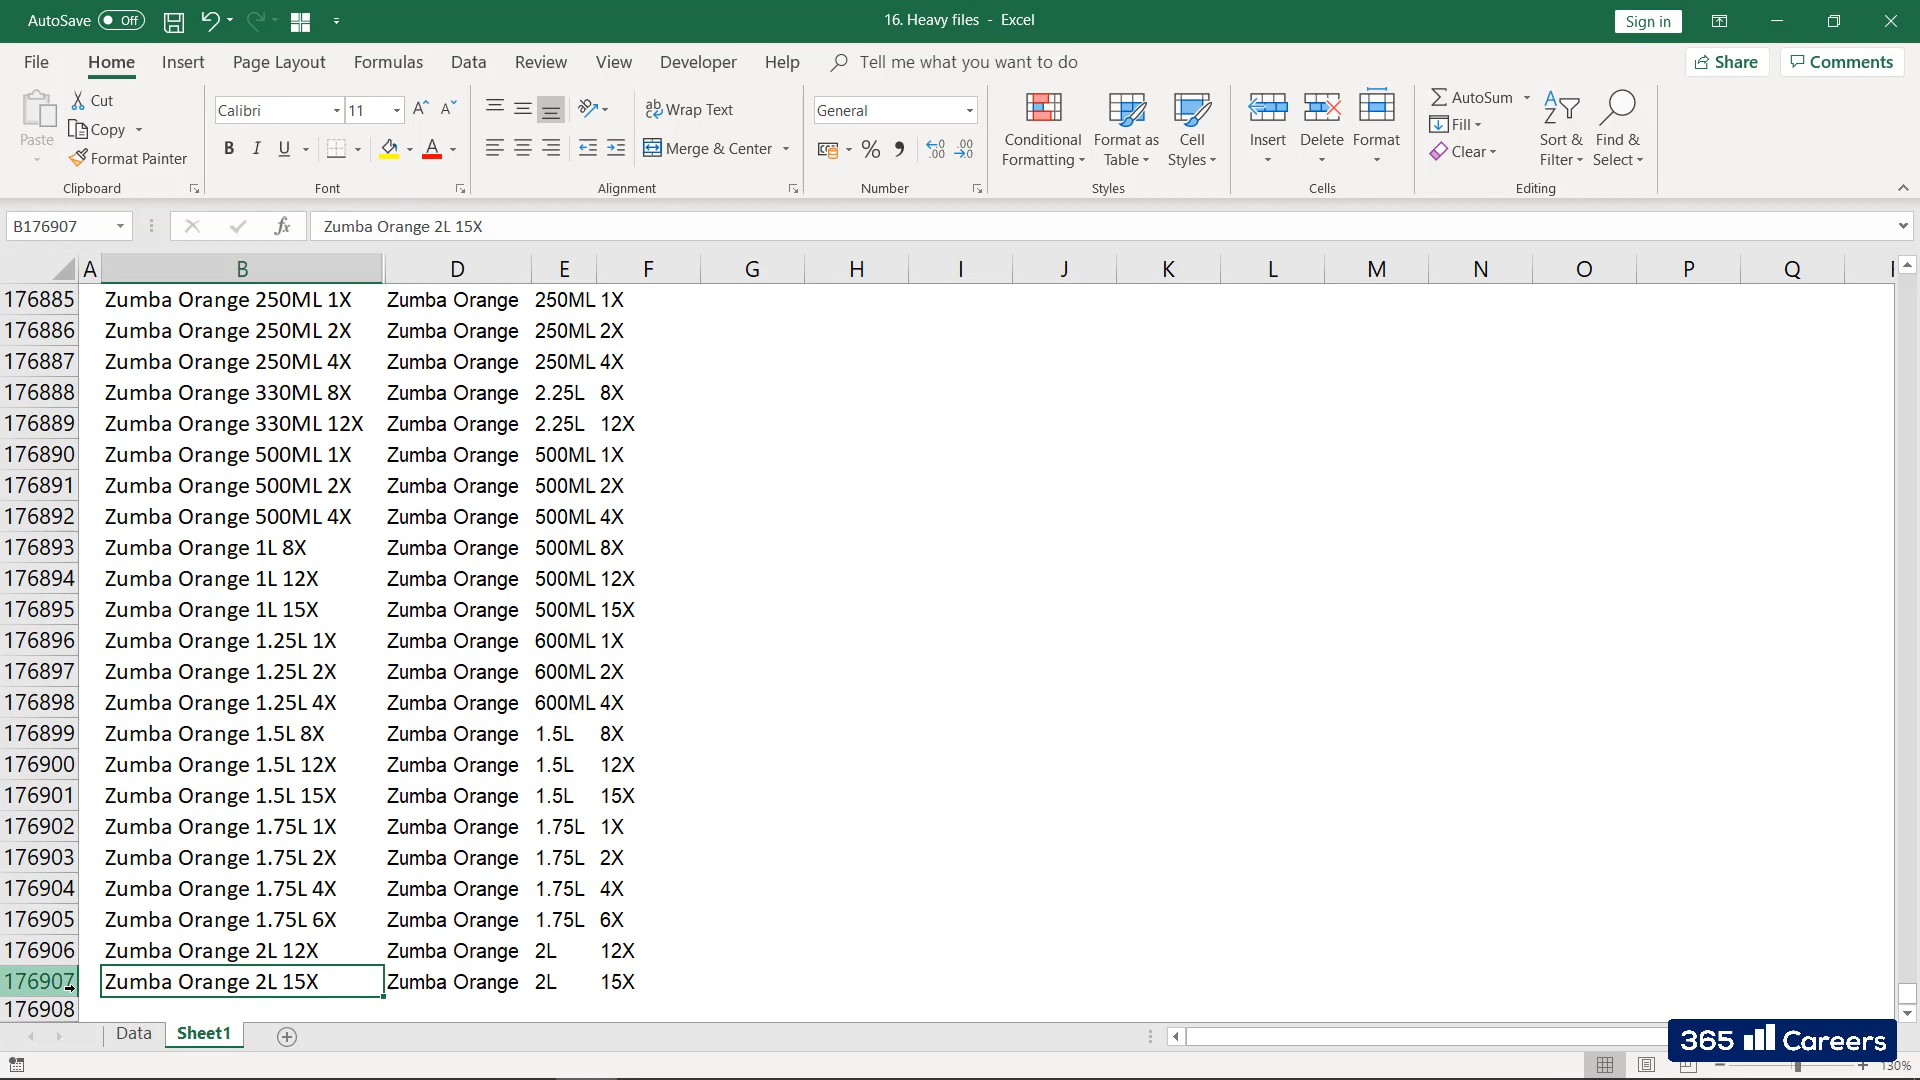 AutoSave Off
16. Heavy files - Excel
Sign in
File Home Insert Page Layout Formulas Data Review View Developer Help Tell me what you want to do Share Comments
Paste
Cut
Copy
Format Painter
Clipboard
Calibri 11
B I U
Font
Wrap Text
Merge & Center
Alignment
General
Number
Conditional Formatting
Format as Table
Cell Styles
Styles
Insert
Delete
Format
Cells
AutoSum
Fill
Clear
Sort & Filter
Find & Select
Editing
B176907 fx Zumba Orange 2L 15X
A B D E F G H I J K L M N O P Q
176885 Zumba Orange 250ML 1X Zumba Orange 250ML 1X
176886 Zumba Orange 250ML 2X Zumba Orange 250ML 2X
176887 Zumba Orange 250ML 4X Zumba Orange 250ML 4X
176888 Zumba Orange 330ML 8X Zumba Orange 2.25L 8X
176889 Zumba Orange 330ML 12X Zumba Orange 2.25L 12X
176890 Zumba Orange 500ML 1X Zumba Orange 500ML 1X
176891 Zumba Orange 500ML 2X Zumba Orange 500ML 2X
176892 Zumba Orange 500ML 4X Zumba Orange 500ML 4X
176893 Zumba Orange 1L 8X Zumba Orange 500ML 8X
176894 Zumba Orange 1L 12X Zumba Orange 500ML 12X
176895 Zumba Orange 1L 15X Zumba Orange 500ML 15X
176896 Zumba Orange 1.25L 1X Zumba Orange 600ML 1X
176897 Zumba Orange 1.25L 2X Zumba Orange 600ML 2X
176898 Zumba Orange 1.25L 4X Zumba Orange 600ML 4X
176899 Zumba Orange 1.5L 8X Zumba Orange 1.5L 8X
176900 Zumba Orange 1.5L 12X Zumba Orange 1.5L 12X
176901 Zumba Orange 1.5L 15X Zumba Orange 1.5L 15X
176902 Zumba Orange 1.75L 1X Zumba Orange 1.75L 1X
176903 Zumba Orange 1.75L 2X Zumba Orange 1.75L 2X
176904 Zumba Orange 1.75L 4X Zumba Orange 1.75L 4X
176905 Zumba Orange 1.75L 6X Zumba Orange 1.75L 6X
176906 Zumba Orange 2L 12X Zumba Orange 2L 12X
176907 Zumba Orange 2L 15X Zumba Orange 2L 15X
176908
Data Sheet1
365 Careers
130%